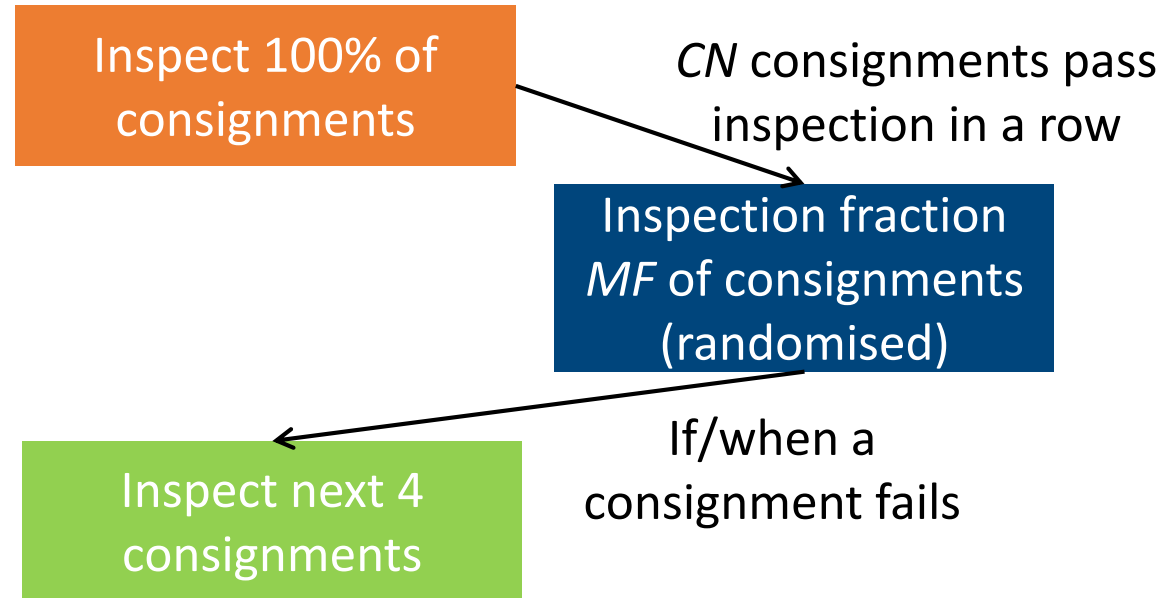 Inspect 100% of
consignments
CN consignments pass
inspection in a row
Inspection fraction
MF of consignments
(randomised)
If/when a
consignment fails
Inspect next 4
consignments